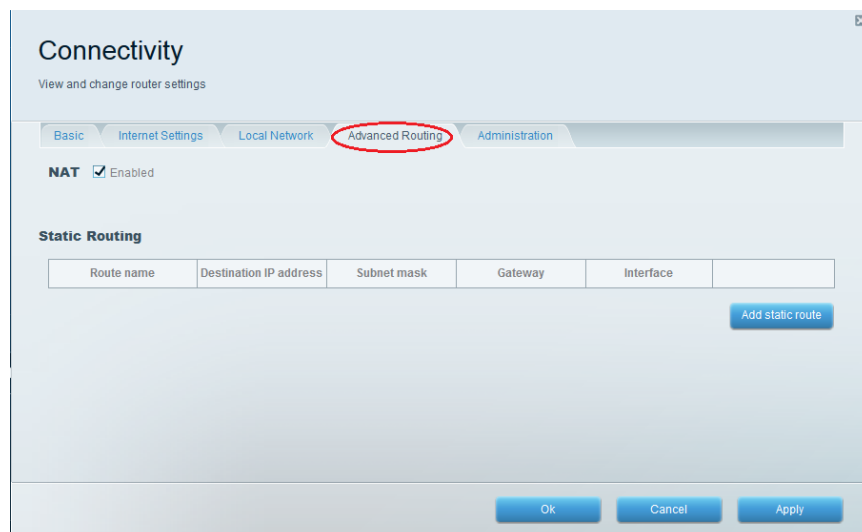 Connectivity
View and change router settings
Basic Internet Settings Local Network Advanced Routing Administration
NAT Enabled
Static Routing
Route name Destination IP address Subnet mask Gateway Interface
Add static route
Ok Cancel Apply